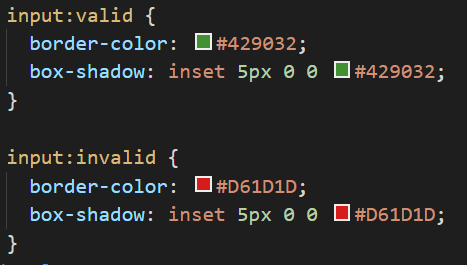 input:valid {
  border-color: #429032;
  box-shadow: inset 5px 0 0 #429032;
}

input:invalid {
  border-color: #D61D1D;
  box-shadow: inset 5px 0 0 #D61D1D;
}